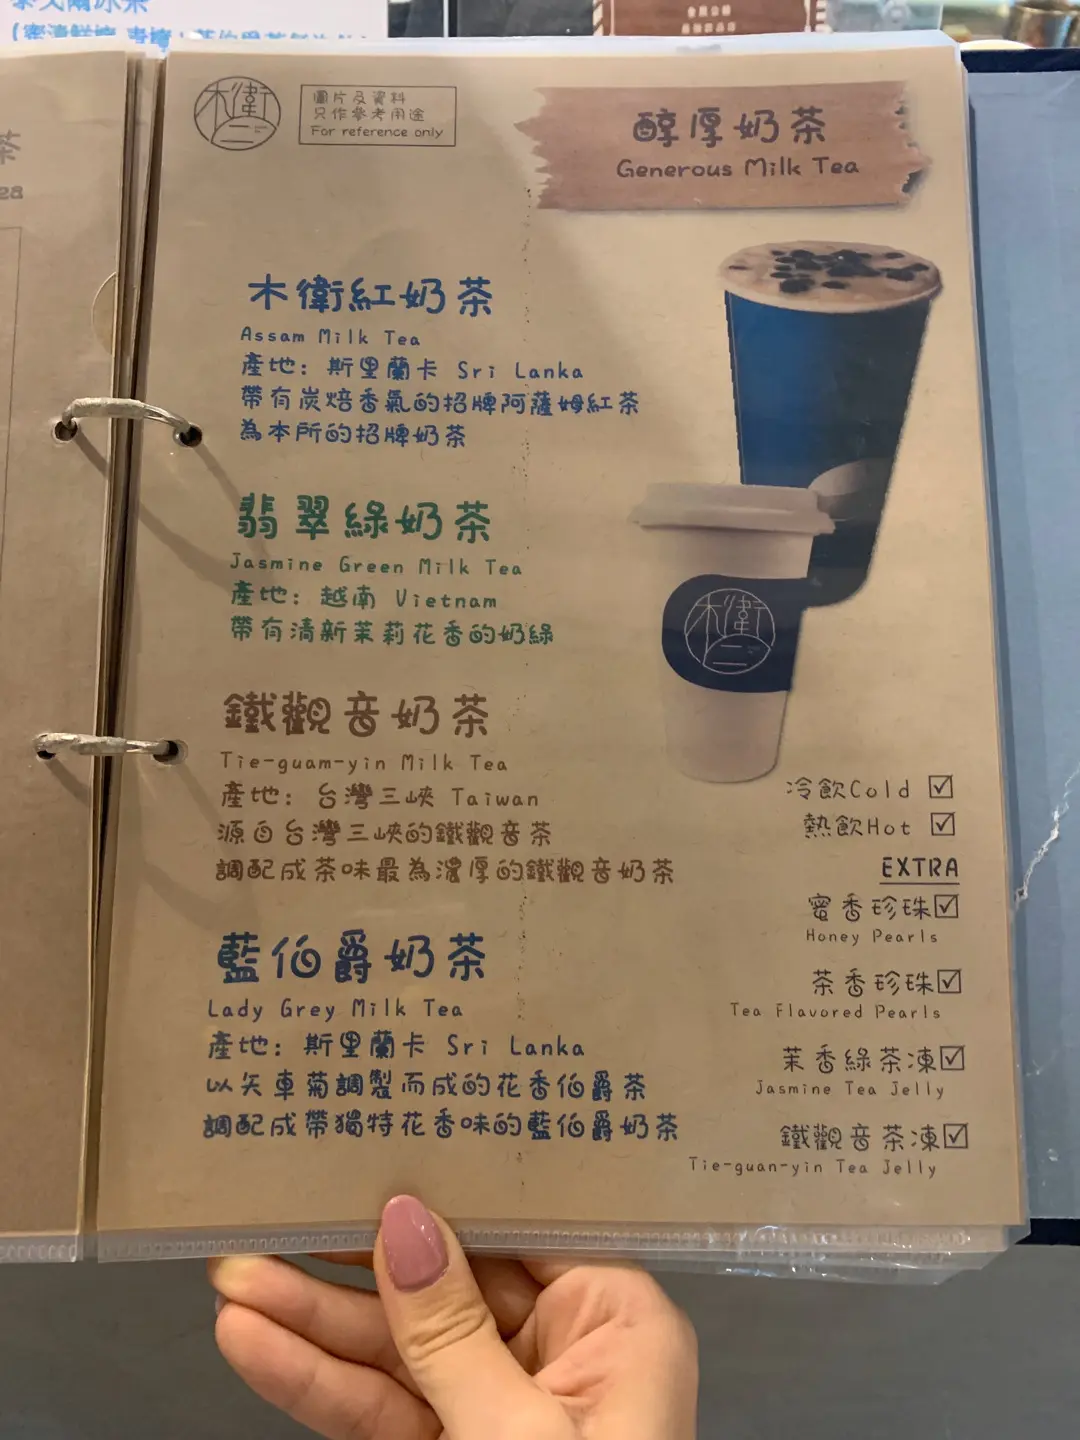 木衛二
圖片及資料
只作參考用途
For reference only
醇厚奶茶
Generous Milk Tea
木衛紅奶茶
Assam Milk Tea
產地: 斯里蘭卡 Sri Lanka
帶有炭焙香氣的招牌阿薩姆紅茶
為本所的招牌奶茶
翡翠綠奶茶
Jasmine Green Milk Tea
產地: 越南 Vietnam
帶有清新茉莉花香的奶綠
鐵觀音奶茶
Tie-guam-yin Milk Tea
產地: 台灣三峽 Taiwan
源自台灣三峽的鐵觀音茶
調配成茶味最為濃厚的鐵觀音奶茶
藍伯爵奶茶
Lady Grey Milk Tea
產地: 斯里蘭卡 Sri Lanka
以矢車菊調製而成的花香伯爵茶
調配成帶獨特花香味的藍伯爵奶茶
木衛二
冷飲Cold ☑
熱飲Hot ☑
EXTRA
蜜香珍珠☑
Honey Pearls
茶香珍珠☑
Tea Flavored Pearls
茉香綠茶凍☑
Jasmine Tea Jelly
鐵觀音茶凍☑
Tie-guan-yin Tea Jelly
茶